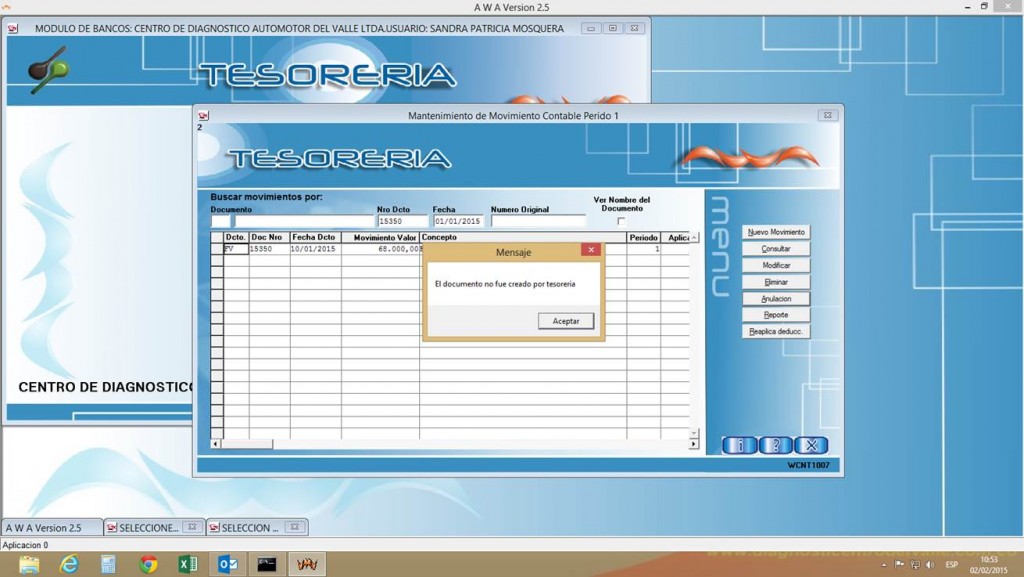 A W A Version 2.5
MODULO DE BANCOS: CENTRO DE DIAGNOSTICO AUTOMOTOR DEL VALLE LTDA.USUARIO: SANDRA PATRICIA MOSQUERA
TESORERIA
Mantenimiento de Movimiento Contable Perido 1
2
TESORERIA
Buscar movimientos por:
Documento
Nro Dcto
Fecha
Numero Original
Ver Nombre del
Documento
15350
01/01/2015
Dcto.
Doc Nro
Fecha Dcto
Movimiento Valor
Concepto
Periodo
Aplica
FV
15350
10/01/2015
68.000,00
1
Mensaje
El documento no fue creado por tesoreria
Aceptar
menu
Nuevo Movimiento
Consultar
Modificar
Eliminar
Anulacion
Reporte
Reaplica deducc.
i ? X
WCNT1007
CENTRO DE DIAGNOSTICO
A W A Version 2.5
SELECCIONE...
SELECCION ...
Aplicacion 0
ESP
10:53
02/02/2015